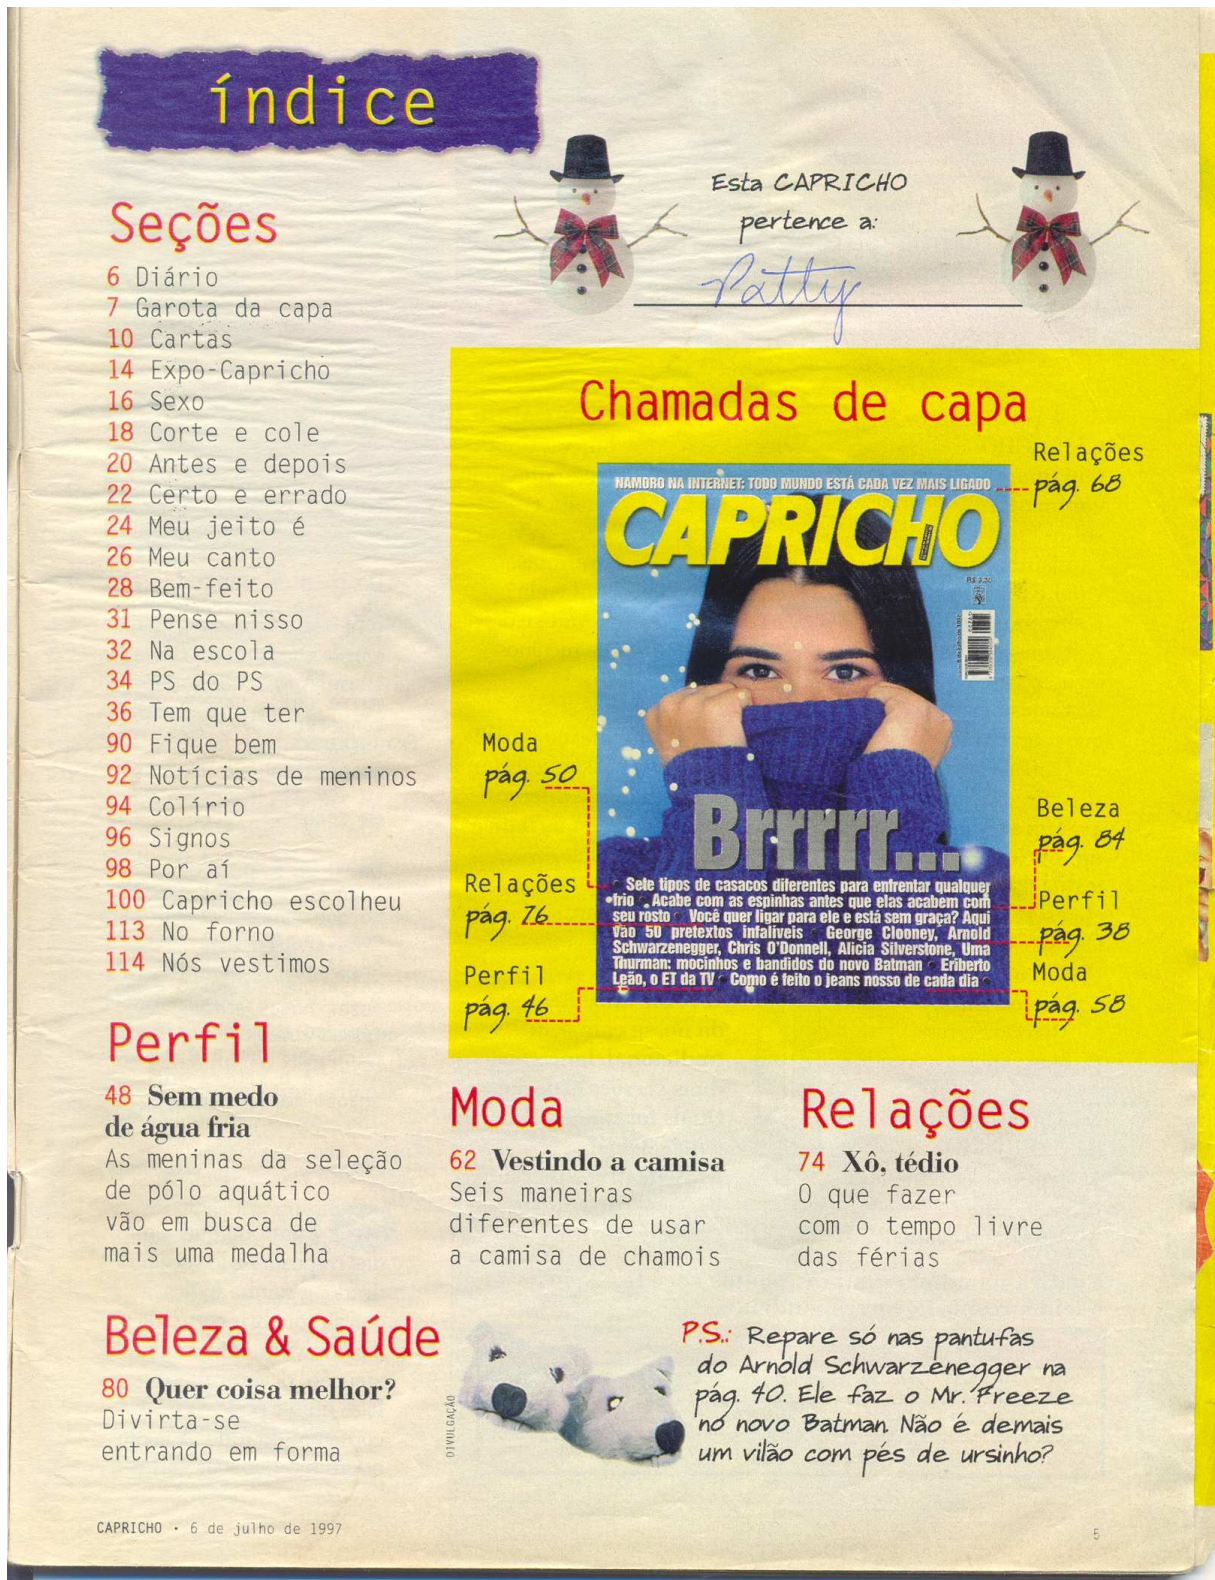 índice
Esta CAPRICHO
pertence a:
Patty
Seções
6 Diário
7 Garota da capa
10 Cartas
14 Expo-Capricho
16 Sexo
18 Corte e cole
20 Antes e depois
22 Certo e errado
24 Meu jeito é
26 Meu canto
28 Bem-feito
31 Pense nisso
32 Na escola
34 PS do PS
36 Tem que ter
90 Fique bem
92 Notícias de meninos
94 Colírio
96 Signos
98 Por aí
100 Capricho escolheu
113 No forno
114 Nós vestimos
Chamadas de capa
Relações
pág. 68
NAMORO NA INTERNET: TODO MUNDO ESTÁ CADA VEZ MAIS LIGADO
CAPRICHO
Moda
pág. 50
Relações
pág. 76
Perfil
pág. 46
Brrrrr...
Sete tipos de casacos diferentes para enfrentar qualquer
frio • Acabe com as espinhas antes que elas acabem com
seu rosto • Você quer ligar para ele e está sem graça? Aqui
vão 50 pretextos infalíveis • George Clooney, Arnold
Schwarzenegger, Chris O'Donnell, Alicia Silverstone, Uma
Thurman: mocinhos e bandidos do novo Batman • Eriberto
Leão, o ET da TV • Como é feito o jeans nosso de cada dia •
Beleza
pág. 84
Perfil
pág. 38
Moda
pág. 58
Perfil
48 Sem medo
de água fria
As meninas da seleção
de pólo aquático
vão em busca de
mais uma medalha
Moda
62 Vestindo a camisa
Seis maneiras
diferentes de usar
a camisa de chamois
Relações
74 Xô, tédio
O que fazer
com o tempo livre
das férias
Beleza & Saúde
80 Quer coisa melhor?
Divirta-se
entrando em forma
DIVULGAÇÃO
P.S.: Repare só nas pantufas
do Arnold Schwarzenegger na
pág. 40. Ele faz o Mr. Freeze
no novo Batman. Não é demais
um vilão com pés de ursinho?
CAPRICHO • 6 de julho de 1997
5